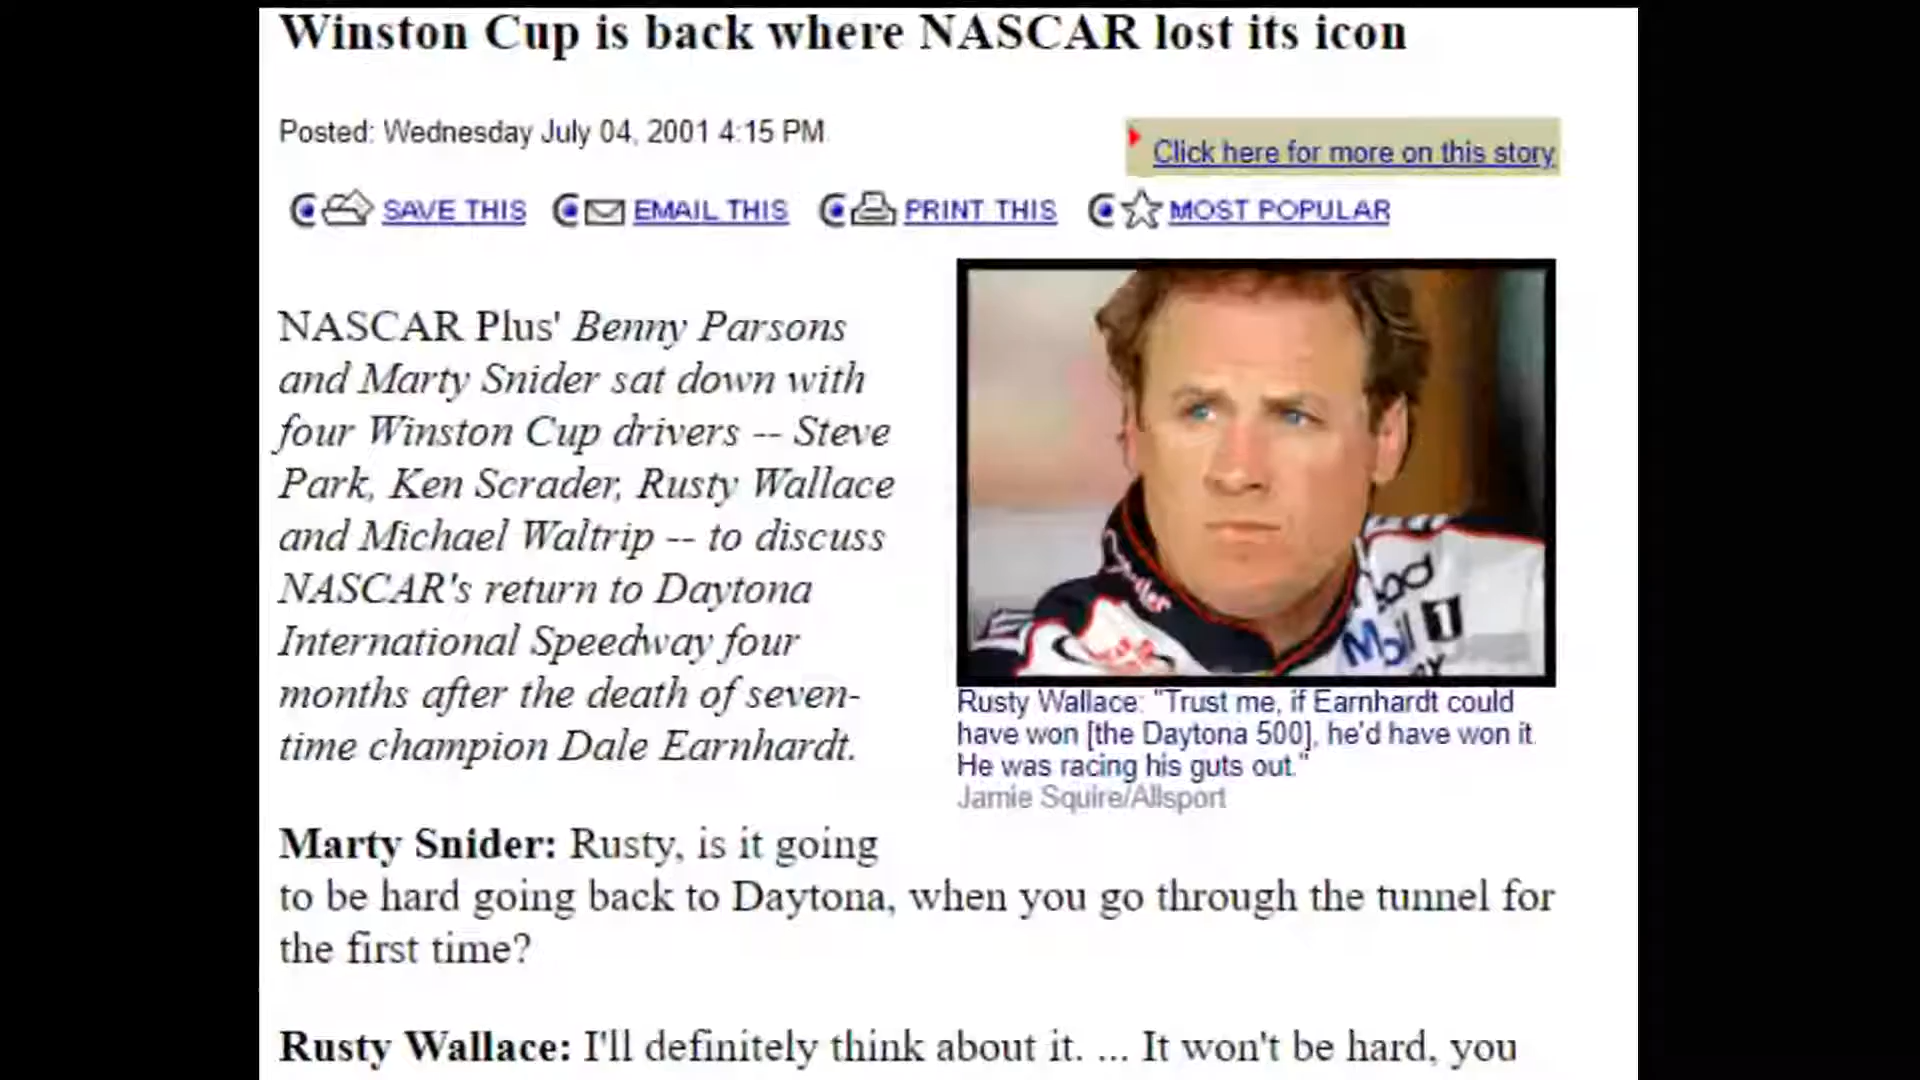 Winston Cup is back where NASCAR lost its icon
Posted: Wednesday July 04, 2001 4:15 PM
Click here for more on this story
SAVE THIS EMAIL THIS PRINT THIS MOST POPULAR
NASCAR Plus' Benny Parsons
and Marty Snider sat down with
four Winston Cup drivers -- Steve
Park, Ken Scrader, Rusty Wallace
and Michael Waltrip -- to discuss
NASCAR's return to Daytona
International Speedway four
months after the death of seven-
time champion Dale Earnhardt.
Mobil 1
Rusty Wallace: "Trust me, if Earnhardt could
have won [the Daytona 500], he'd have won it.
He was racing his guts out."
Jamie Squire/Allsport
Marty Snider: Rusty, is it going
to be hard going back to Daytona, when you go through the tunnel for
the first time?
Rusty Wallace: I'll definitely think about it. ... It won't be hard, you